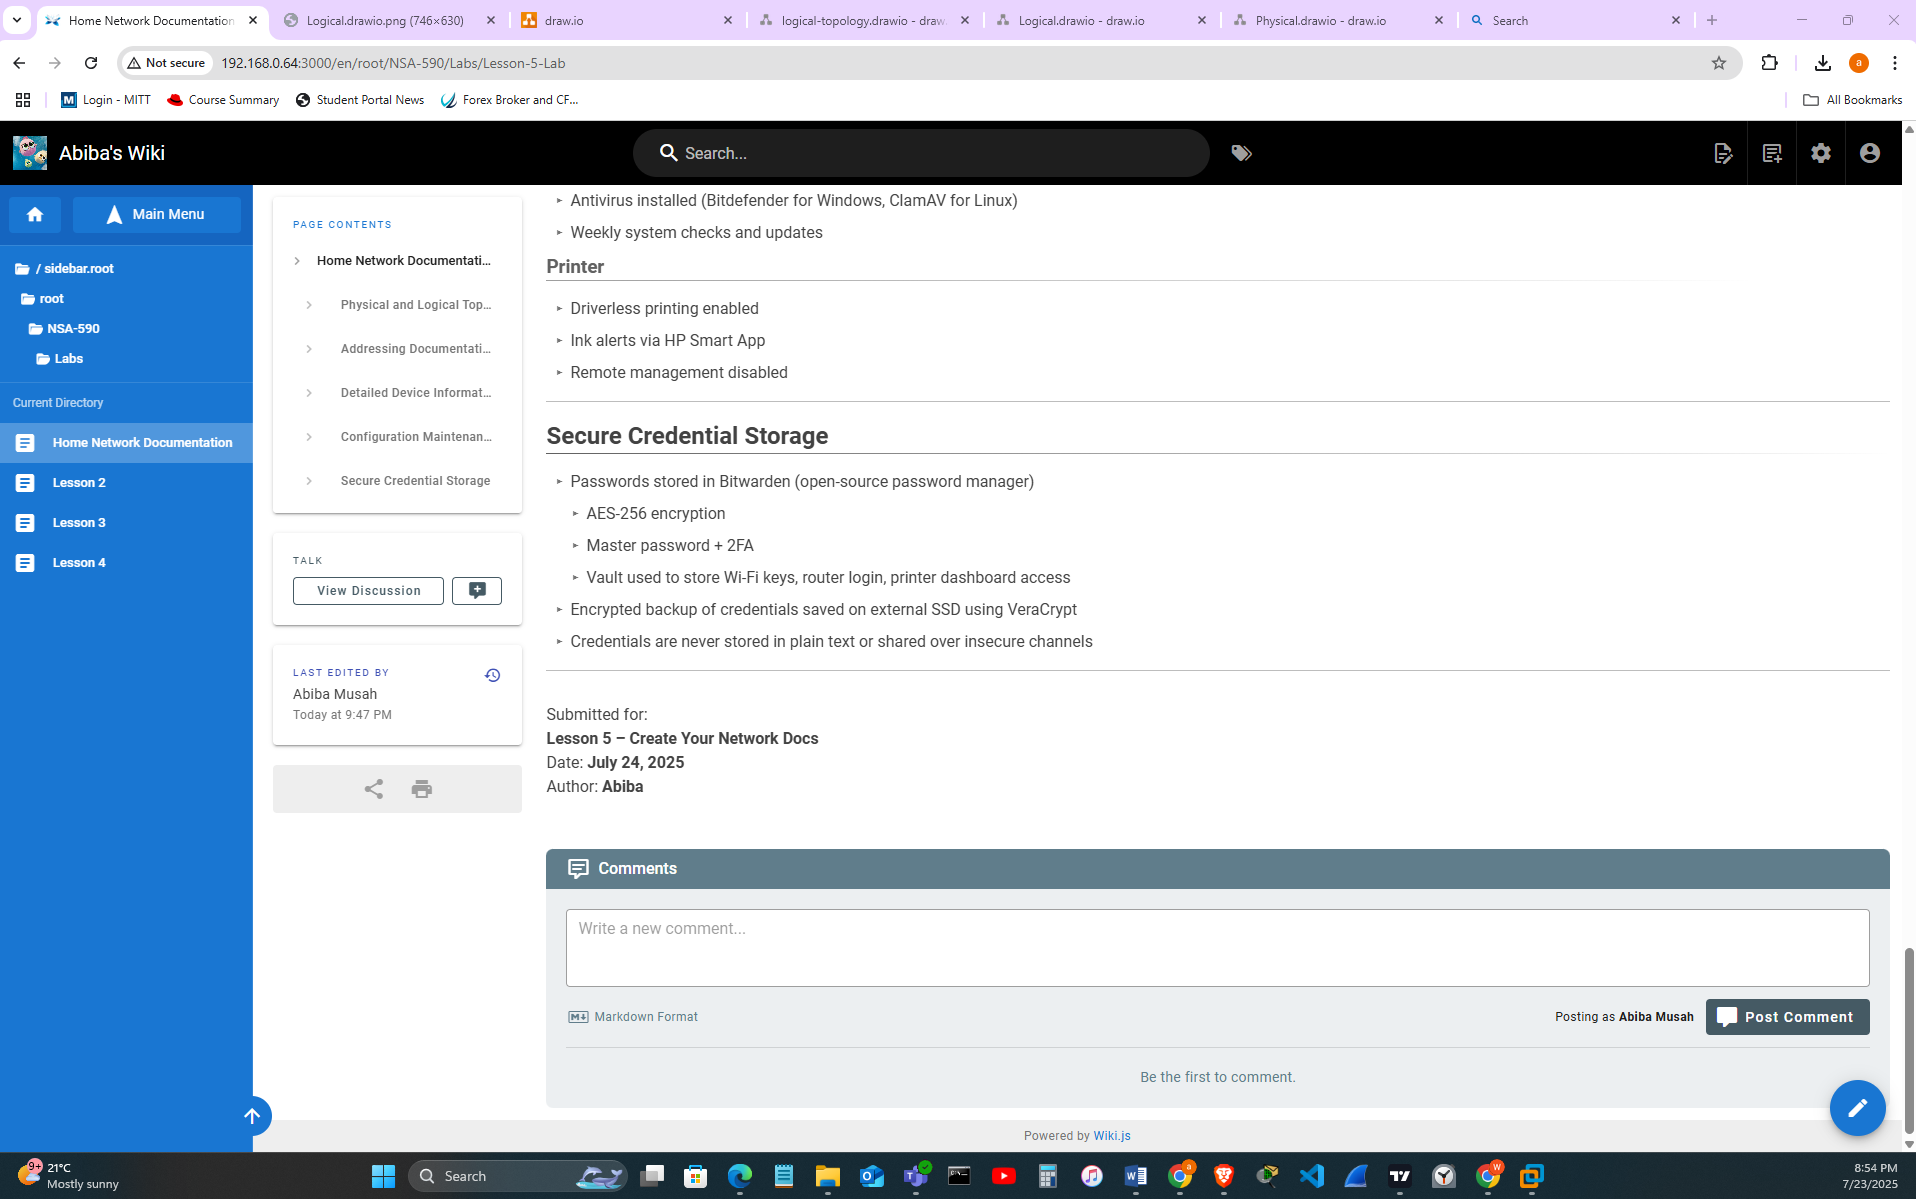 Home Network Documentation
Logical.drawio.png (746×630)
draw.io
logical-topology.drawio - draw.
Logical.drawio - draw.io
Physical.drawio - draw.io
Search
Not secure
192.168.0.64:3000/en/root/NSA-590/Labs/Lesson-5-Lab
a
M Login - MITT
Course Summary
Student Portal News
Forex Broker and CF...
All Bookmarks
Abiba's Wiki
Search...
Main Menu
/ sidebar.root
root
NSA-590
Labs
Current Directory
Home Network Documentation
Lesson 2
Lesson 3
Lesson 4
PAGE CONTENTS
Home Network Documentati...
Physical and Logical Top...
Addressing Documentati...
Detailed Device Informat...
Configuration Maintenan...
Secure Credential Storage
TALK
View Discussion
LAST EDITED BY
Abiba Musah
Today at 9:47 PM
Antivirus installed (Bitdefender for Windows, ClamAV for Linux)
Weekly system checks and updates
Printer
Driverless printing enabled
Ink alerts via HP Smart App
Remote management disabled
Secure Credential Storage
Passwords stored in Bitwarden (open-source password manager)
AES-256 encryption
Master password + 2FA
Vault used to store Wi-Fi keys, router login, printer dashboard access
Encrypted backup of credentials saved on external SSD using VeraCrypt
Credentials are never stored in plain text or shared over insecure channels
Submitted for:
Lesson 5 – Create Your Network Docs
Date: July 24, 2025
Author: Abiba
Comments
Write a new comment...
Markdown Format
Posting as Abiba Musah
Post Comment
Be the first to comment.
Powered by Wiki.js
9+
21°C
Mostly sunny
Search
8:54 PM
7/23/2025